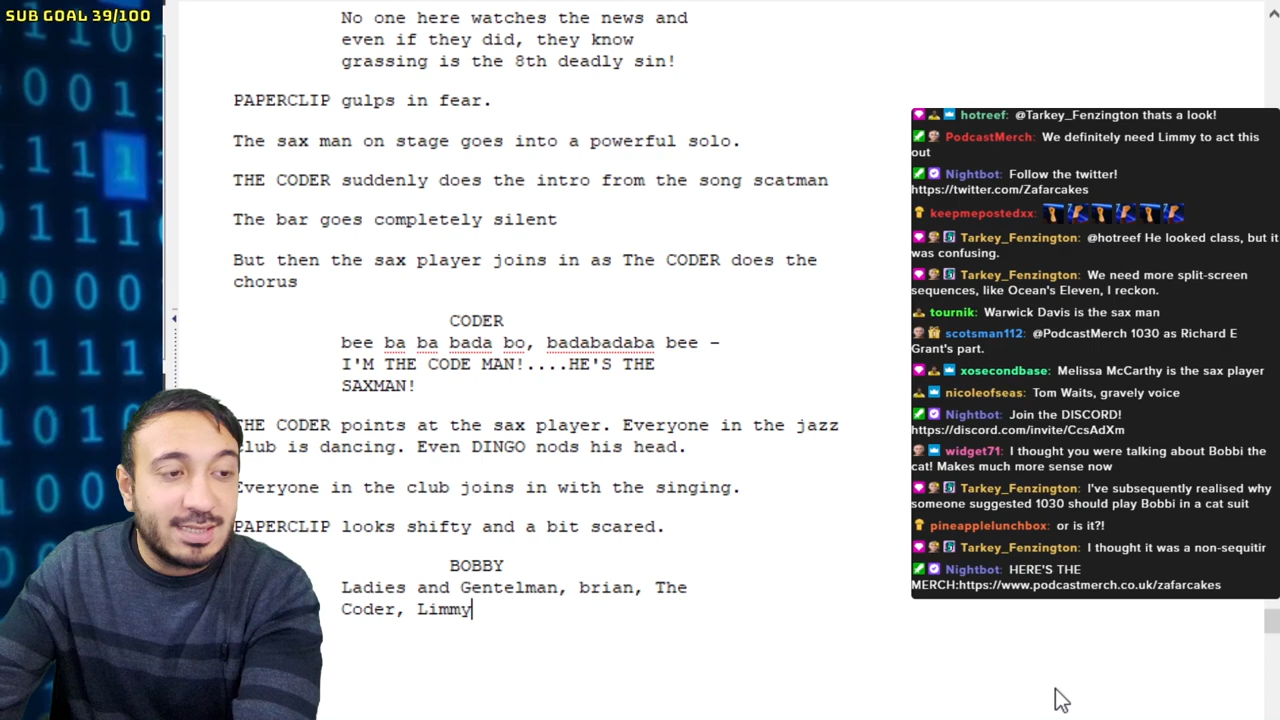 SUB GOAL 39/100
No one here watches the news and
even if they did, they know
grassing is the 8th deadly sin!
PAPERCLIP gulps in fear.
The sax man on stage goes into a powerful solo.
THE CODER suddenly does the intro from the song scatman
The bar goes completely silent
But then the sax player joins in as The CODER does the
chorus
CODER
bee ba ba bada bo, badabadaba bee –
I'M THE CODE MAN!....HE'S THE
SAXMAN!
THE CODER points at the sax player. Everyone in the jazz
club is dancing. Even DINGO nods his head.
Everyone in the club joins in with the singing.
PAPERCLIP looks shifty and a bit scared.
BOBBY
Ladies and Gentelman, brian, The
Coder, Limmy
hotreef: @Tarkey_Fenzington thats a look!
PodcastMerch: We definitely need Limmy to act this
out
Nightbot: Follow the twitter!
https://twitter.com/Zafarcakes
keepmepostedxx:
Tarkey_Fenzington: @hotreef He looked class, but it
was confusing.
Tarkey_Fenzington: We need more split-screen
sequences, like Ocean's Eleven, I reckon.
tournik: Warwick Davis is the sax man
scotsman112: @PodcastMerch 1030 as Richard E
Grant's part.
xosecondbase: Melissa McCarthy is the sax player
nicoleofseas: Tom Waits, gravely voice
Nightbot: Join the DISCORD!
https://discord.com/invite/CcsAdXm
widget71: I thought you were talking about Bobbi the
cat! Makes much more sense now
Tarkey_Fenzington: I've subsequently realised why
someone suggested 1030 should play Bobbi in a cat suit
pineapplelunchbox: or is it?!
Tarkey_Fenzington: I thought it was a non-sequitir
Nightbot: HERE'S THE
MERCH:https://www.podcastmerch.co.uk/zafarcakes